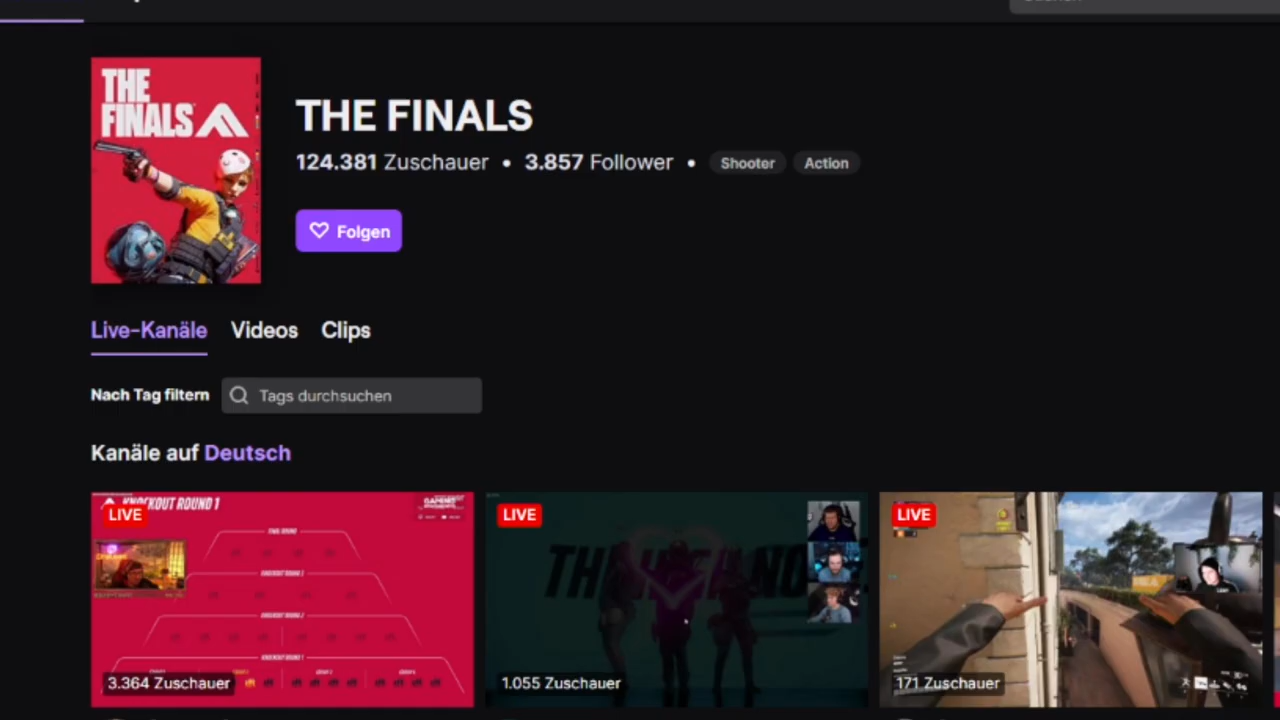 THE
FINALS
THE FINALS
124.381 Zuschauer • 3.857 Follower • Shooter Action
Folgen
Live-Kanäle Videos Clips
Nach Tag filtern Tags durchsuchen
Kanäle auf Deutsch
KNOCKOUT ROUND 1
LIVE
3.364 Zuschauer
LIVE
1.055 Zuschauer
LIVE
171 Zuschauer